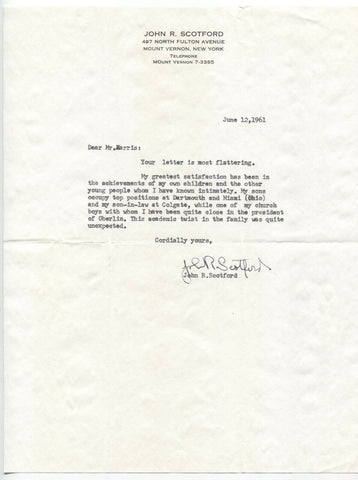 JOHN R. SCOTFORD
497 NORTH FULTON AVENUE
MOUNT VERNON, NEW YORK
TELEPHONE
MOUNT VERNON 7-3385
June 12,1961
Dear Mr.Harris:
Your letter is most flattering.
My greatest satisfaction has been in
the achievements of my own children and the other
young people whom I have known intimately. My sons
occupy top positions at Dartmouth and Miami (Ohio)
and my son-in-law at Colgate, while one of my church
boys with whom I have been quite close in the president
of Oberlin. This academic twist in the family was quite
unexpected.
Cordially yours,
John R. Scotford
John R.Scotford